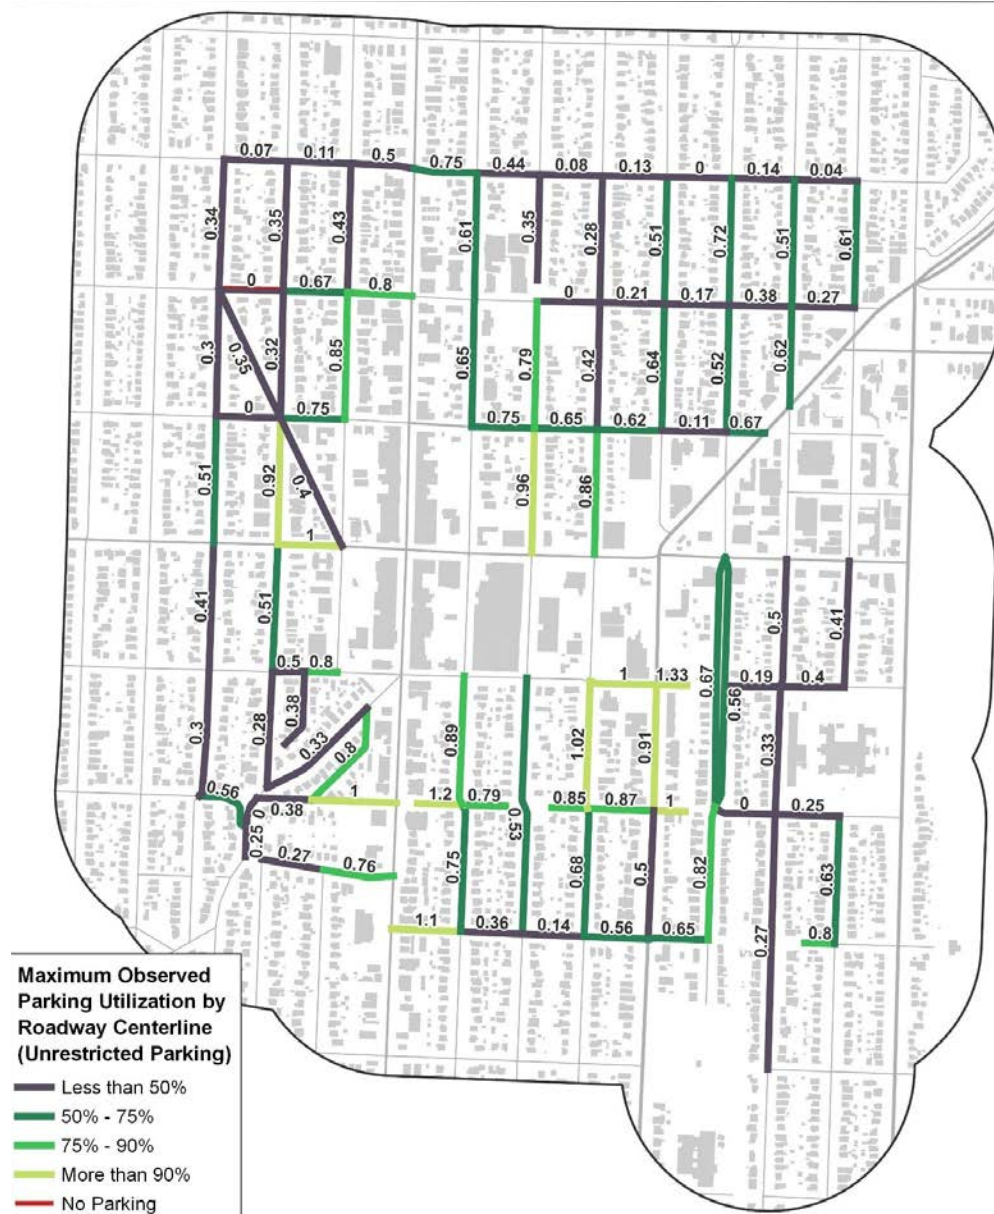 0.07 0.11 0.5 0.75 0.44 0.08 0.13 0 0.14 0.04
0.34 0.35 0.43 0.61 0.35 0.28 0.51 0.72 0.51 0.61
0 0.67 0.8 0 0.21 0.17 0.38 0.27
0.3 0.35 0.32 0.85 0.65 0.79 0.42 0.64 0.52 0.62
0 0.75 0.75 0.65 0.62 0.11 0.67
0.51 0.92 0.4 0.96 0.86
1
0.41 0.51 0.5 0.41
0.5 0.8 1 1.33 0.67 0.56 0.19 0.4
0.3 0.28 0.38 0.33 0.8 0.89 1.02 0.91 0.33
0.56 0 0.38 1 1.2 0.79 0.53 0.85 0.87 1 0 0.25
0.25 0.27 0.76 0.75 0.68 0.5 0.82 0.63
1.1 0.36 0.14 0.56 0.65 0.27 0.8
Maximum Observed
Parking Utilization by
Roadway Centerline
(Unrestricted Parking)
Less than 50%
50% - 75%
75% - 90%
More than 90%
No Parking